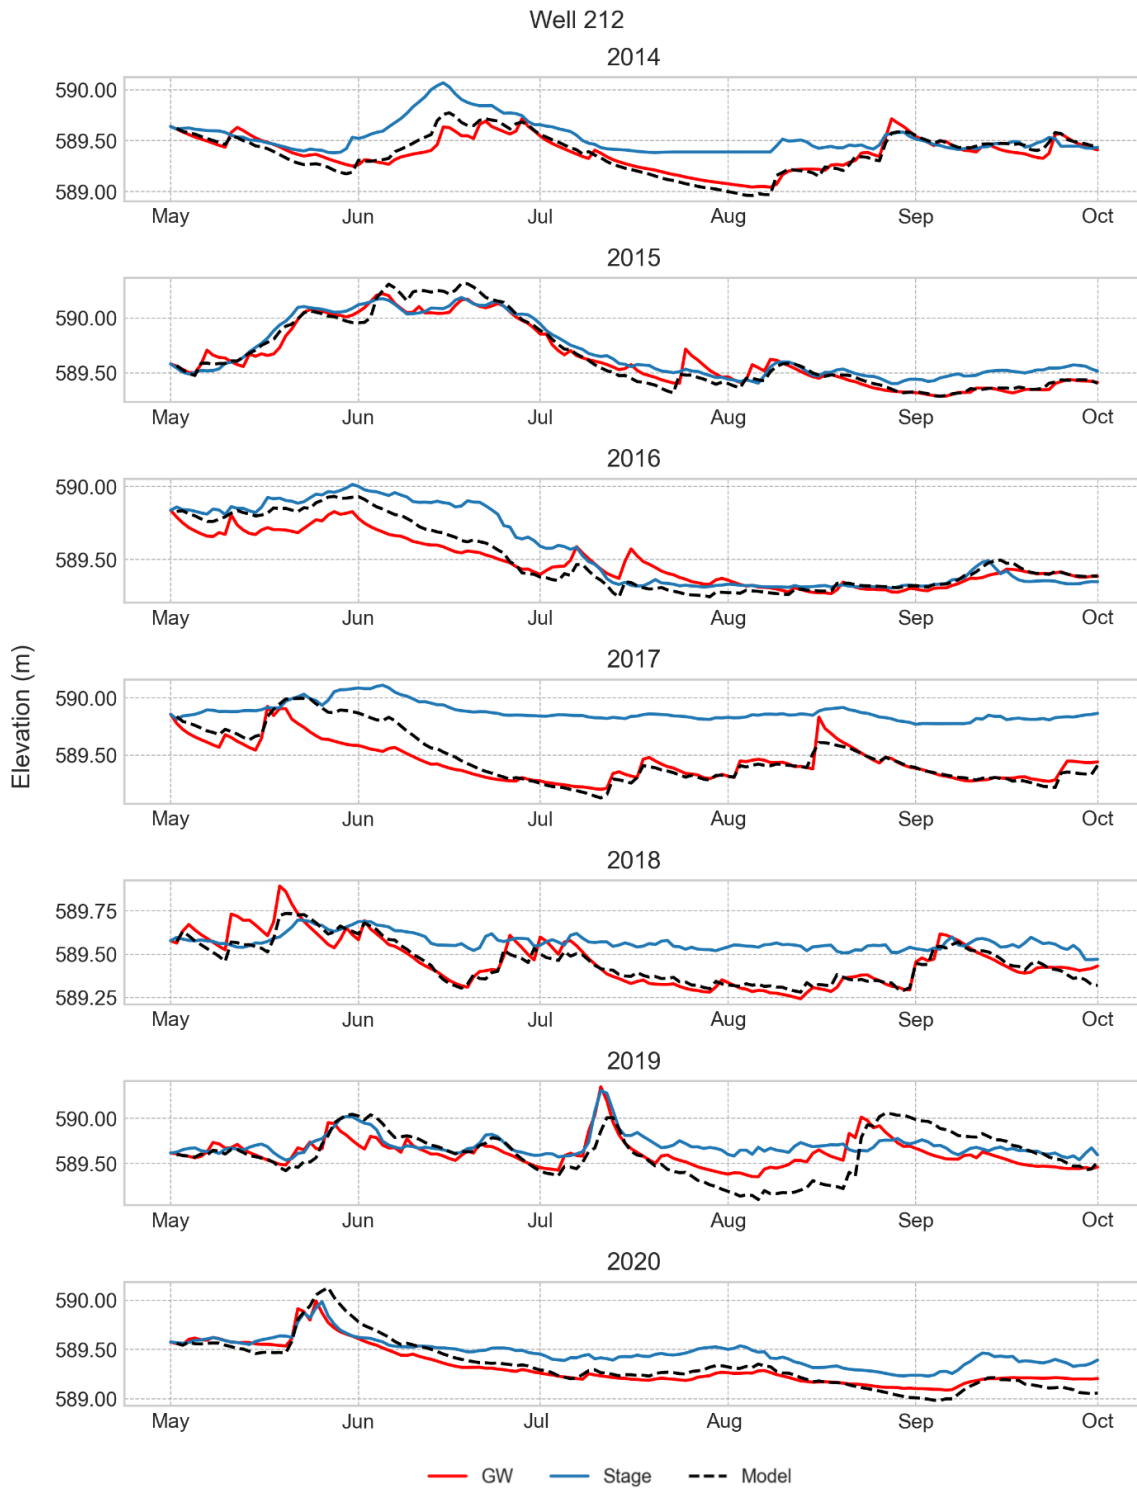 Well 212
2014
590.00
589.50
589.00
May Jun Jul Aug Sep Oct
2015
590.00
589.50
May Jun Jul Aug Sep Oct
2016
590.00
589.50
May Jun Jul Aug Sep Oct
Elevation (m)
2017
590.00
589.50
May Jun Jul Aug Sep Oct
2018
589.75
589.50
589.25
May Jun Jul Aug Sep Oct
2019
590.00
589.50
May Jun Jul Aug Sep Oct
2020
590.00
589.50
589.00
May Jun Jul Aug Sep Oct
GW Stage Model